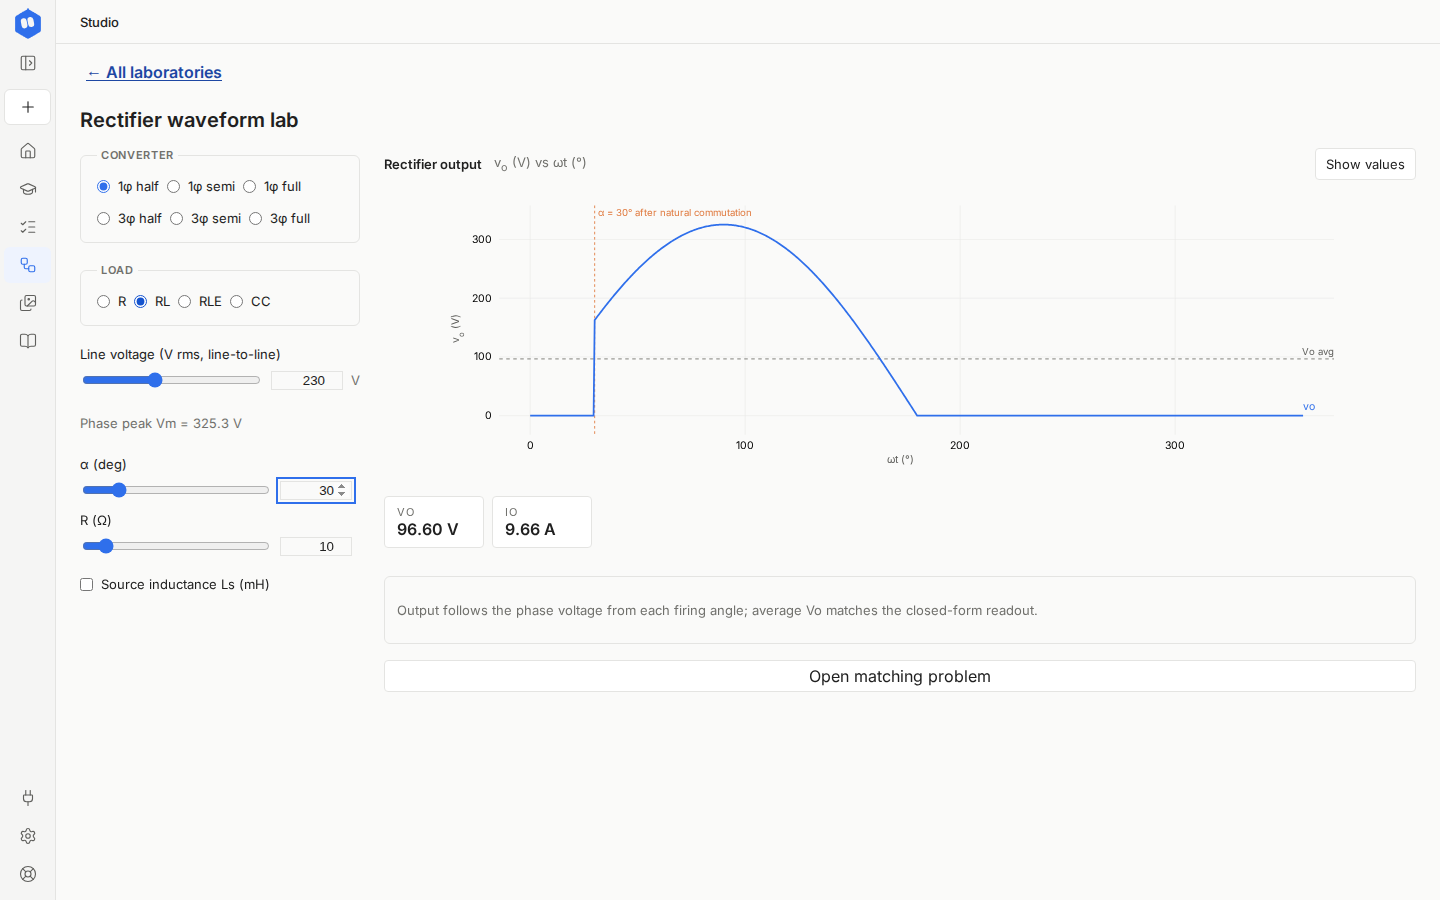 Studio
← All laboratories
Rectifier waveform lab
CONVERTER
1φ half 1φ semi 1φ full
3φ half 3φ semi 3φ full
LOAD
R RL RLE CC
Line voltage (V rms, line-to-line)
230 V
Phase peak Vm = 325.3 V
α (deg)
30
R (Ω)
10
Source inductance Ls (mH)
Rectifier output vo (V) vs ωt (°)
Show values
α = 30° after natural commutation
300
200
100
0
vo (V)
Vo avg
vo
0 100 200 300
ωt (°)
VO
96.60 V
IO
9.66 A
Output follows the phase voltage from each firing angle; average Vo matches the closed-form readout.
Open matching problem